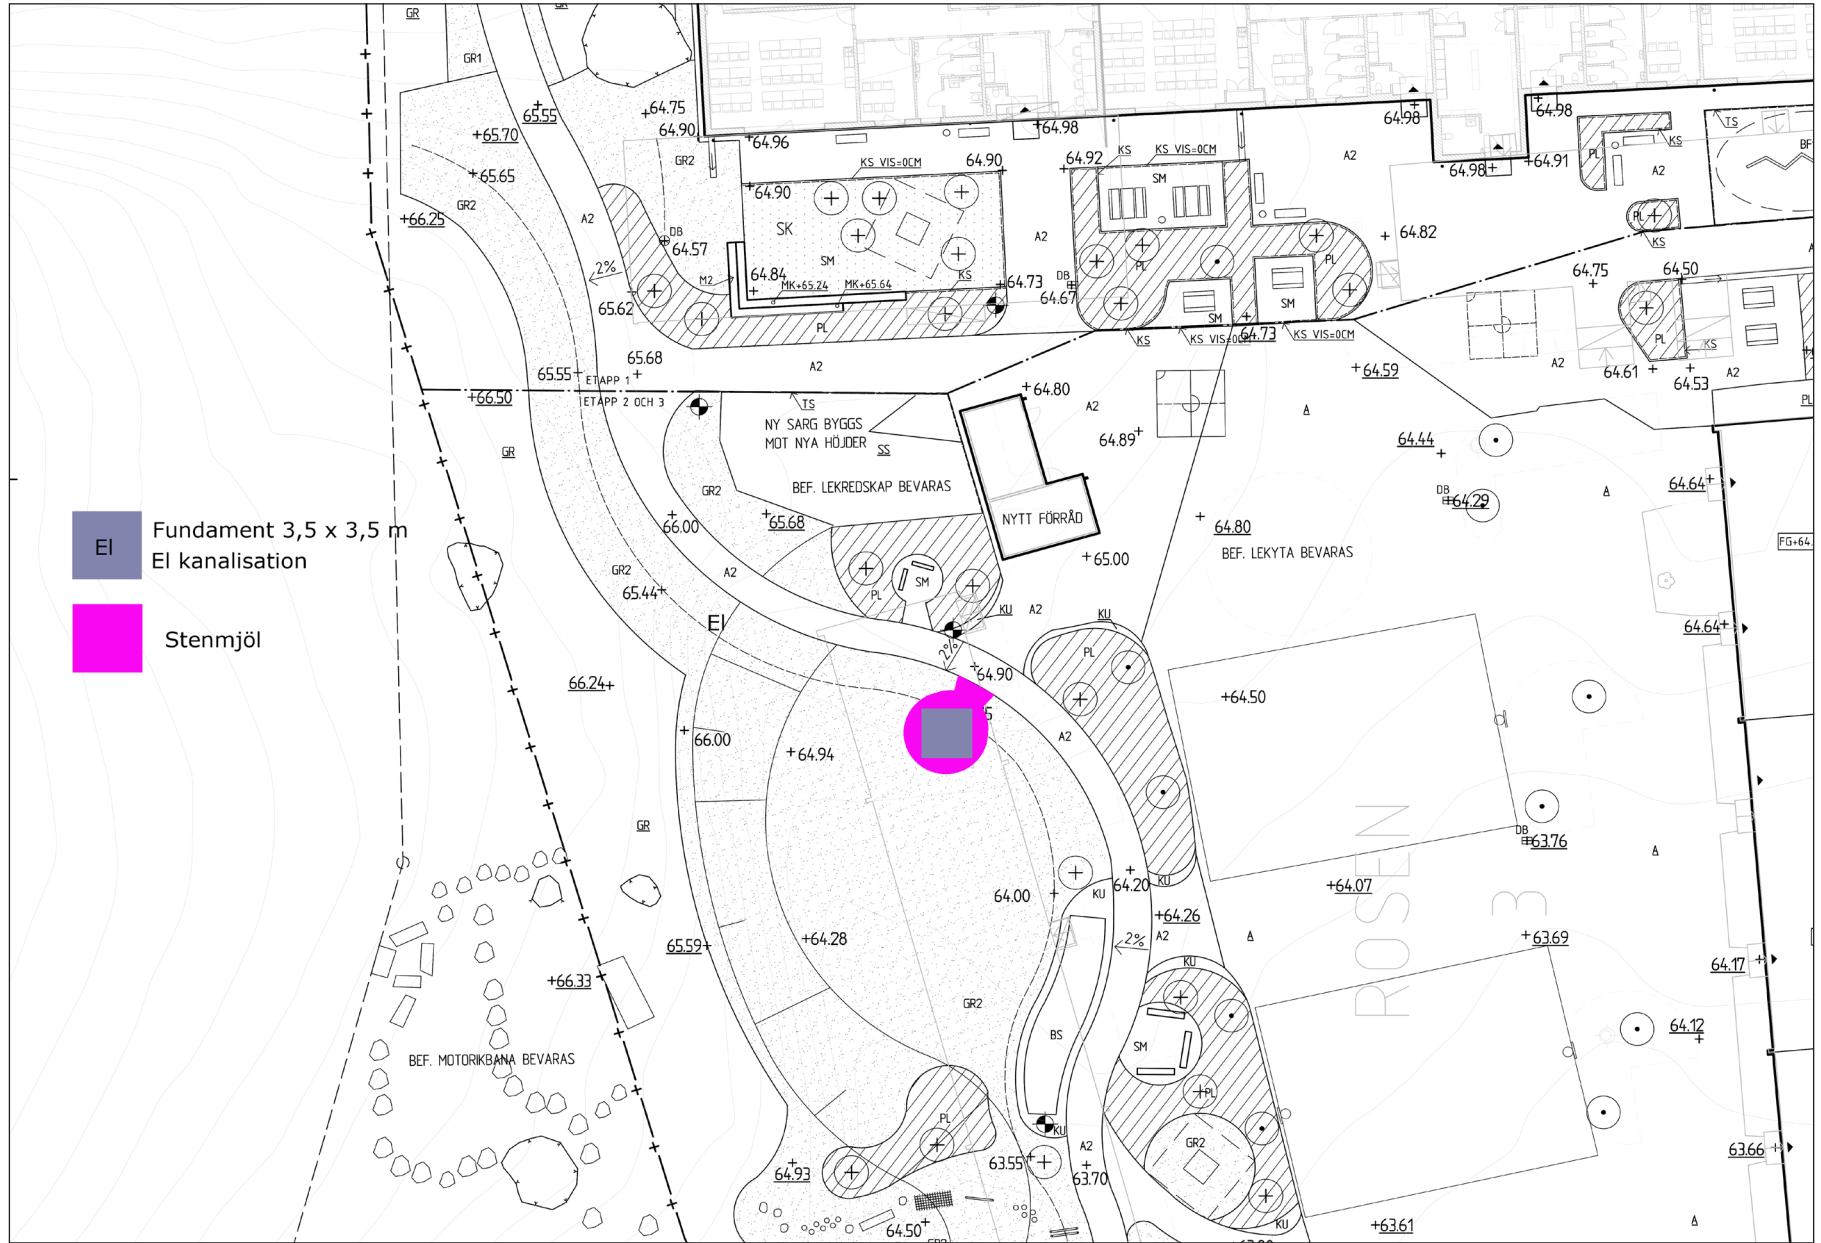 GR
GR
GR1
65.55
64.75
64.90
65.70
65.65
GR2
66.25
64.96
64.98
64.98
64.98
TS
KS
BF
GR2
KS VIS=0CM
64.90
64.92
KS
KS VIS=0CM
SM
A2
64.98
64.91
PL
A2
64.90
A2
SK
DB
64.57
SM
A2
PL
PL
64.82
PL
KS
2%
M2
64.84
MK+65.24
MK+65.64
KS
64.73
DB
64.67
64.75
64.50
65.62
PL
SM
SM
64.73
KS
KS VIS=0CM
KS VIS=0CM
PL
KS
65.68
A2
65.55
ETAPP 1
ETAPP 2 OCH 3
66.50
TS
64.80
64.59
A2
64.61
64.53
A2
PL
NY SARG BYGGS
MOT NYA HÖJDER
SS
A2
64.89
A
64.44
GR
GR2
BEF. LEKREDSKAP BEVARAS
DB
64.29
A
64.64
66.00
65.68
NYTT FÖRRÅD
64.80
BEF. LEKYTA BEVARAS
FG+64.
Fundament 3,5 x 3,5 m
El
El kanalisation
65.00
GR2
A2
65.44
PL
SM
KU
A2
KU
El
64.64
Stenmjöl
2%
PL
64.90
66.24
64.50
5
66.00
64.94
A2
GR
DB
63.76
A
64.00
KU
64.20
KU
64.07
ROSEN
3
64.26
65.59
64.28
2%
A2
A
63.69
64.17
66.33
KU
GR2
BS
SM
64.12
BEF. MOTORIKBANA BEVARAS
PL
PL
KU
A2
GR2
64.93
63.55
63.70
63.66
64.50
KU
63.61
A